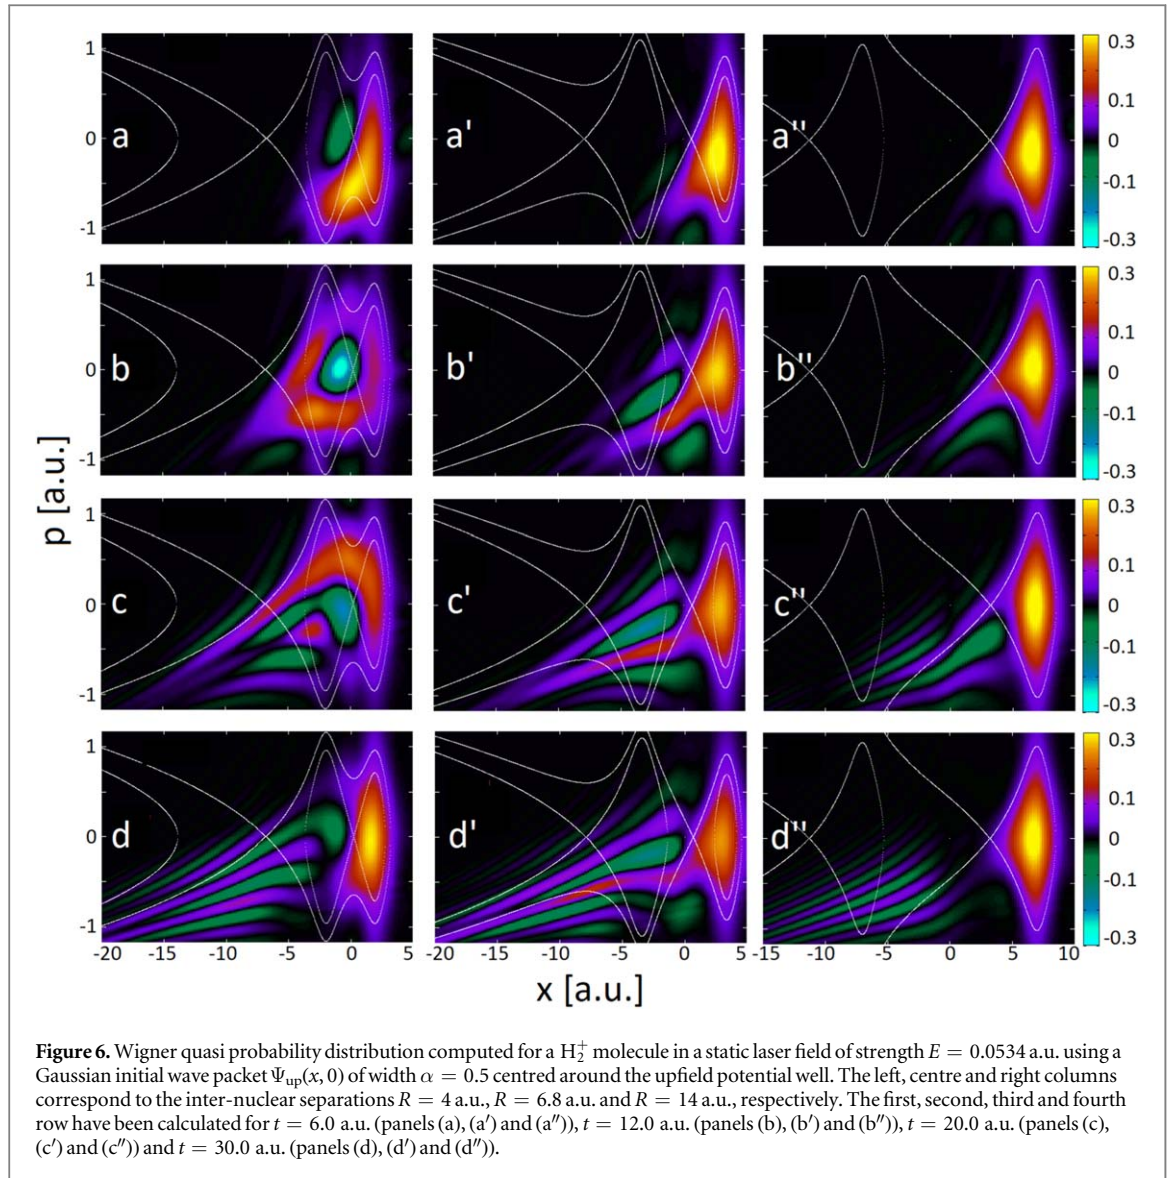 1
0
-1
a
a'
a''
0.3
0.1
0
-0.1
-0.3
1
0
-1
b
b'
b''
0.3
0.1
0
-0.1
-0.3
p [a.u.]
1
0
-1
c
c'
c''
0.3
0.1
0
-0.1
-0.3
1
0
-1
d
d'
d''
0.3
0.1
0
-0.1
-0.3
-20 -15 -10 -5 0 5
-20 -15 -10 -5 0 5
-15 -10 -5 0 5 10
x [a.u.]
Figure 6. Wigner quasi probability distribution computed for a H₂⁺ molecule in a static laser field of strength E = 0.0534 a.u. using a
Gaussian initial wave packet Ψup(x, 0) of width α = 0.5 centred around the upfield potential well. The left, centre and right columns
correspond to the inter-nuclear separations R = 4 a.u., R = 6.8 a.u. and R = 14 a.u., respectively. The first, second, third and fourth
row have been calculated for t = 6.0 a.u. (panels (a), (a′) and (a″)), t = 12.0 a.u. (panels (b), (b′) and (b″)), t = 20.0 a.u. (panels (c),
(c′) and (c″)) and t = 30.0 a.u. (panels (d), (d′) and (d″)).